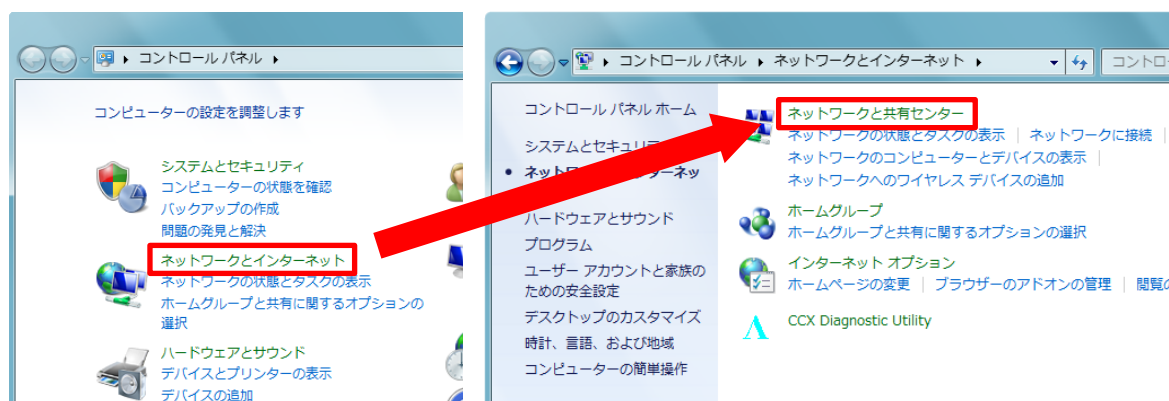 コントロール パネル
コンピューターの設定を調整します
システムとセキュリティ
コンピューターの状態を確認
バックアップの作成
問題の発見と解決
ネットワークとインターネット
ネットワークの状態とタスクの表示
ホームグループと共有に関するオプションの
選択
ハードウェアとサウンド
デバイスとプリンターの表示
デバイスの追加
コントロール パネル ネットワークとインターネット コントロ
コントロール パネル ホーム
システムとセキュリテ
ハードウェアとサウンド
プログラム
ユーザー アカウントと家族の
ための安全設定
デスクトップのカスタマイズ
時計、言語、および地域
コンピューターの簡単操作
ネットワークと共有センター
ネットワークの状態とタスクの表示 ネットワークに接続
ネットワークのコンピューターとデバイスの表示
ネットワークへのワイヤレス デバイスの追加
ホームグループ
ホームグループと共有に関するオプションの選択
インターネット オプション
ホームページの変更 ブラウザーのアドオンの管理 閲覧の
CCX Diagnostic Utility